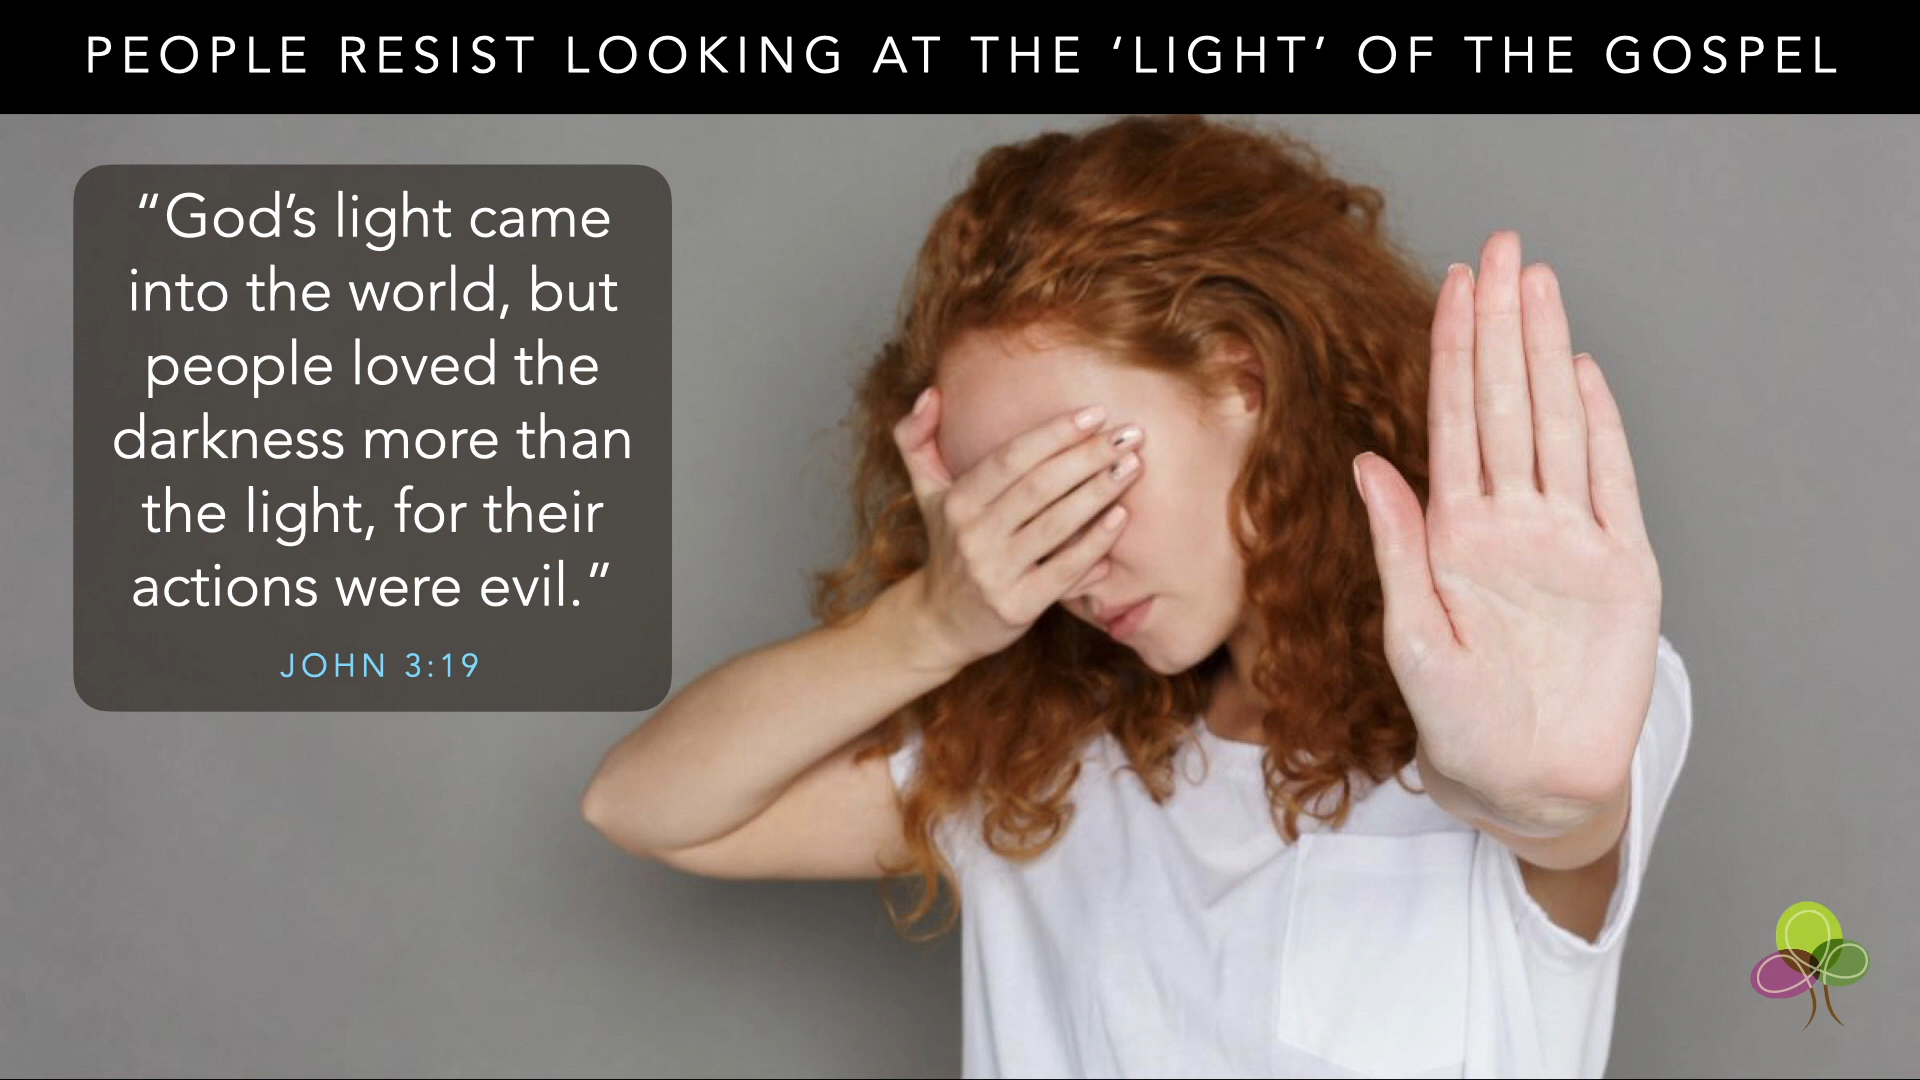 PEOPLE RESIST LOOKING AT THE ‘LIGHT’ OF THE GOSPEL
“God’s light came
into the world, but
people loved the
darkness more than
the light, for their
actions were evil.”
JOHN 3:19